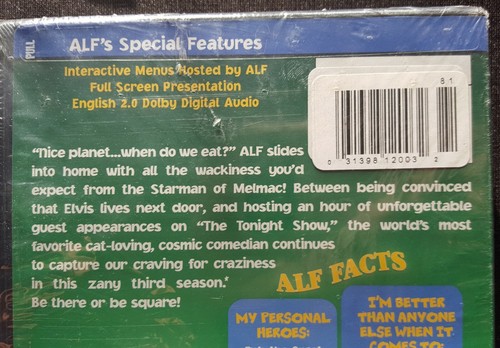 PULL
ALF's Special Features
Interactive Menus Hosted by ALF
Full Screen Presentation
English 2.0 Dolby Digital Audio
8 1
0 31398 12003 2
"Nice planet...when do we eat?" ALF slides
into home with all the wackiness you'd
expect from the Starman of Melmac! Between being convinced
that Elvis lives next door, and hosting an hour of unforgettable
guest appearances on "The Tonight Show," the world's most
favorite cat-loving, cosmic comedian continues
to capture our craving for craziness
in this zany third season.*
Be there or be square!
ALF FACTS
MY PERSONAL
HEROES:
I'M BETTER
THAN ANYONE
ELSE WHEN IT
COMES TO: